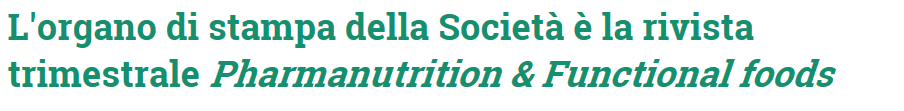 L'organo di stampa della Società è la rivista
trimestrale Pharmanutrition & Functional foods